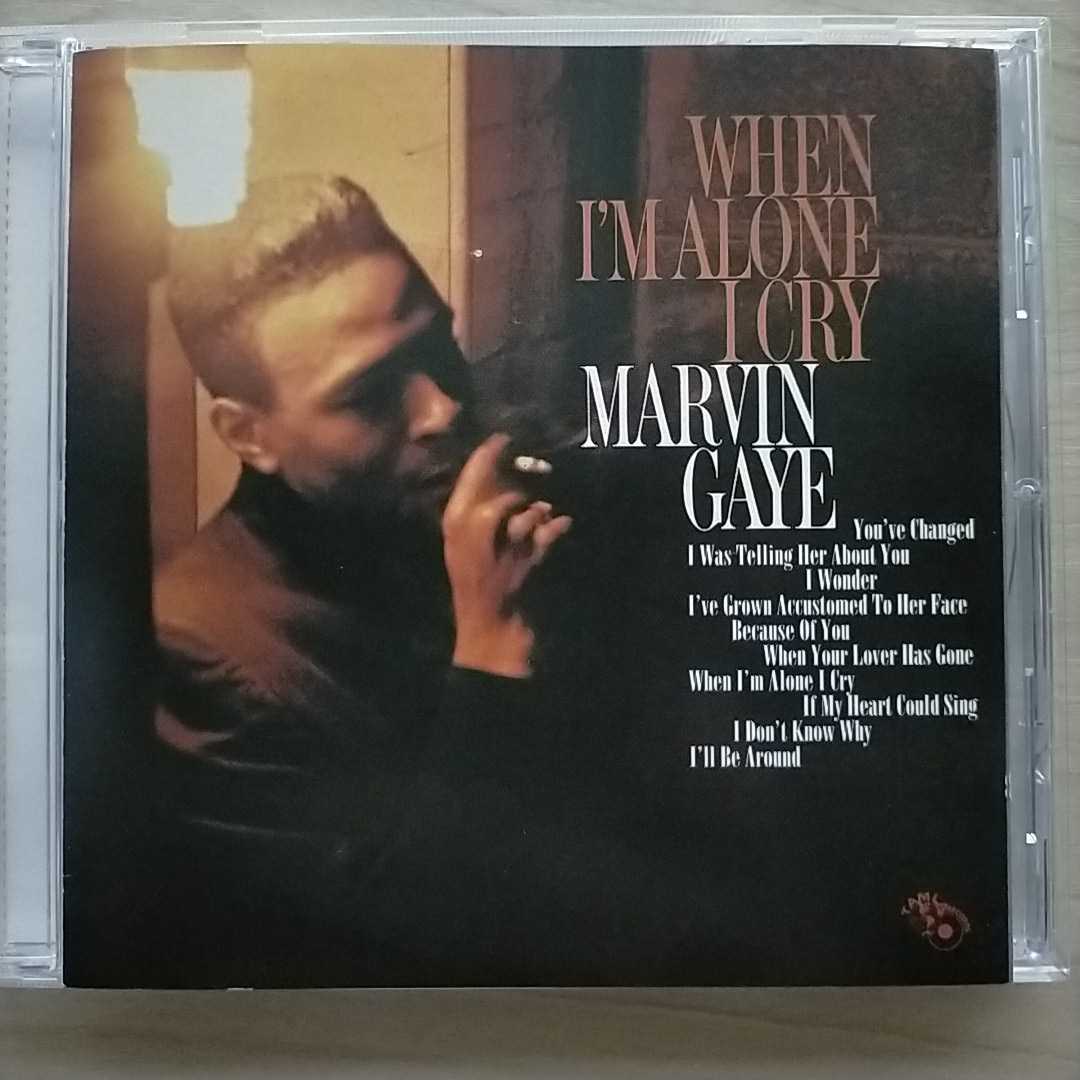 WHEN
I'M ALONE
I CRY
MARVIN
GAYE
You've Changed
I Was Telling Her About You
I Wonder
I've Grown Accustomed To Her Face
Because Of You
When Your Lover Has Gone
When I'm Alone I Cry
If My Heart Could Sing
I Don't Know Why
I'll Be Around